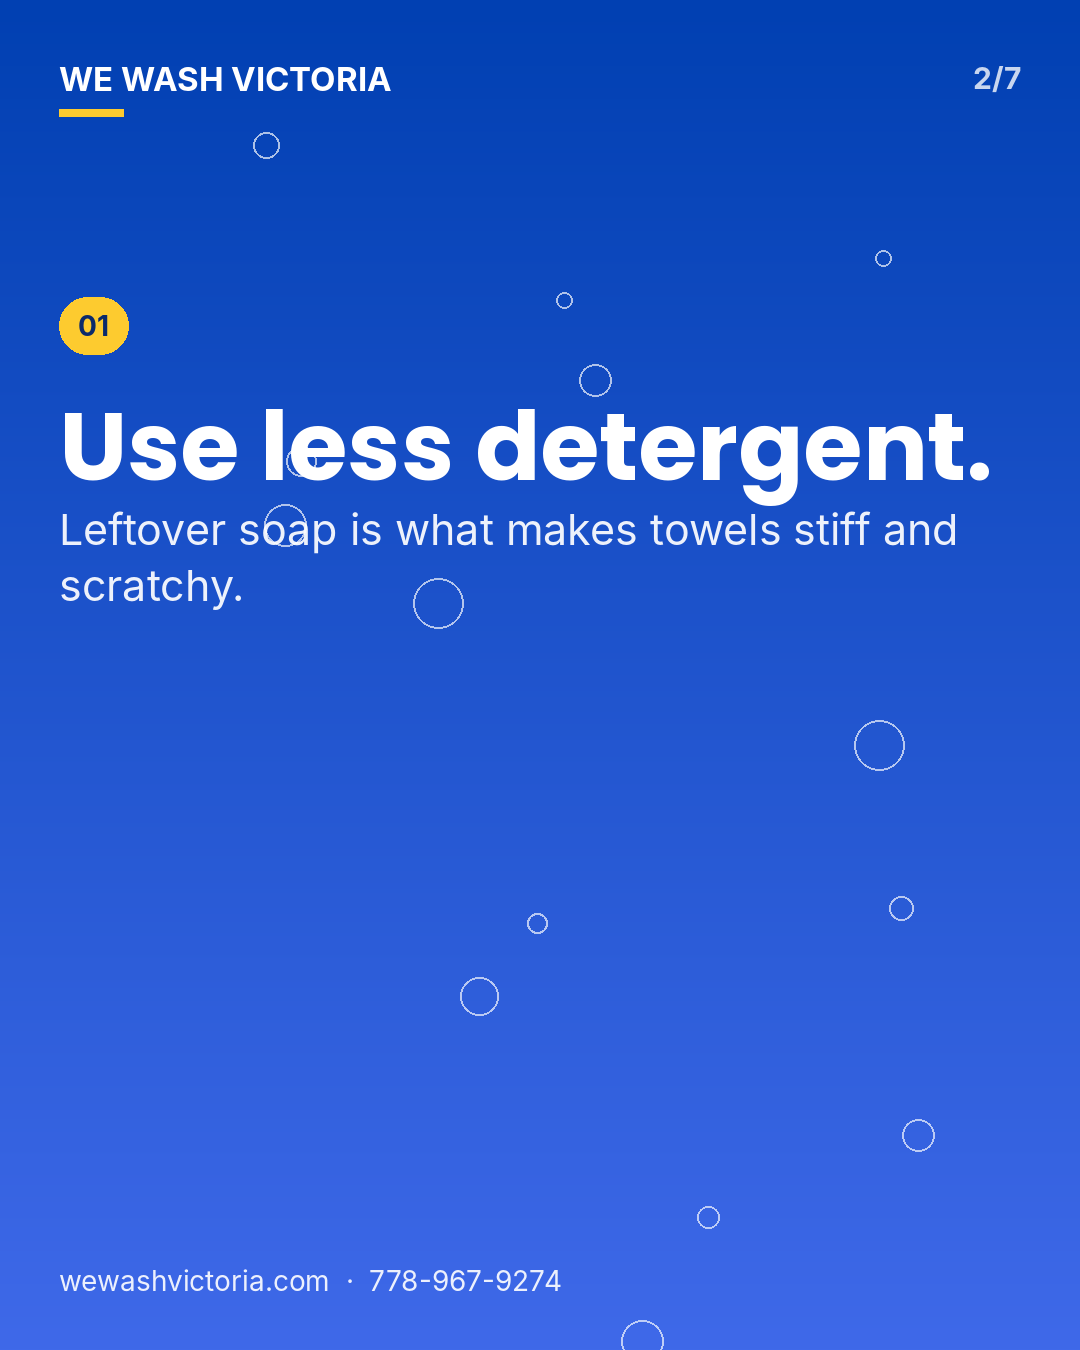 WE WASH VICTORIA
2/7
01
Use less detergent.
Leftover soap is what makes towels stiff and
scratchy.
wewashvictoria.com · 778-967-9274